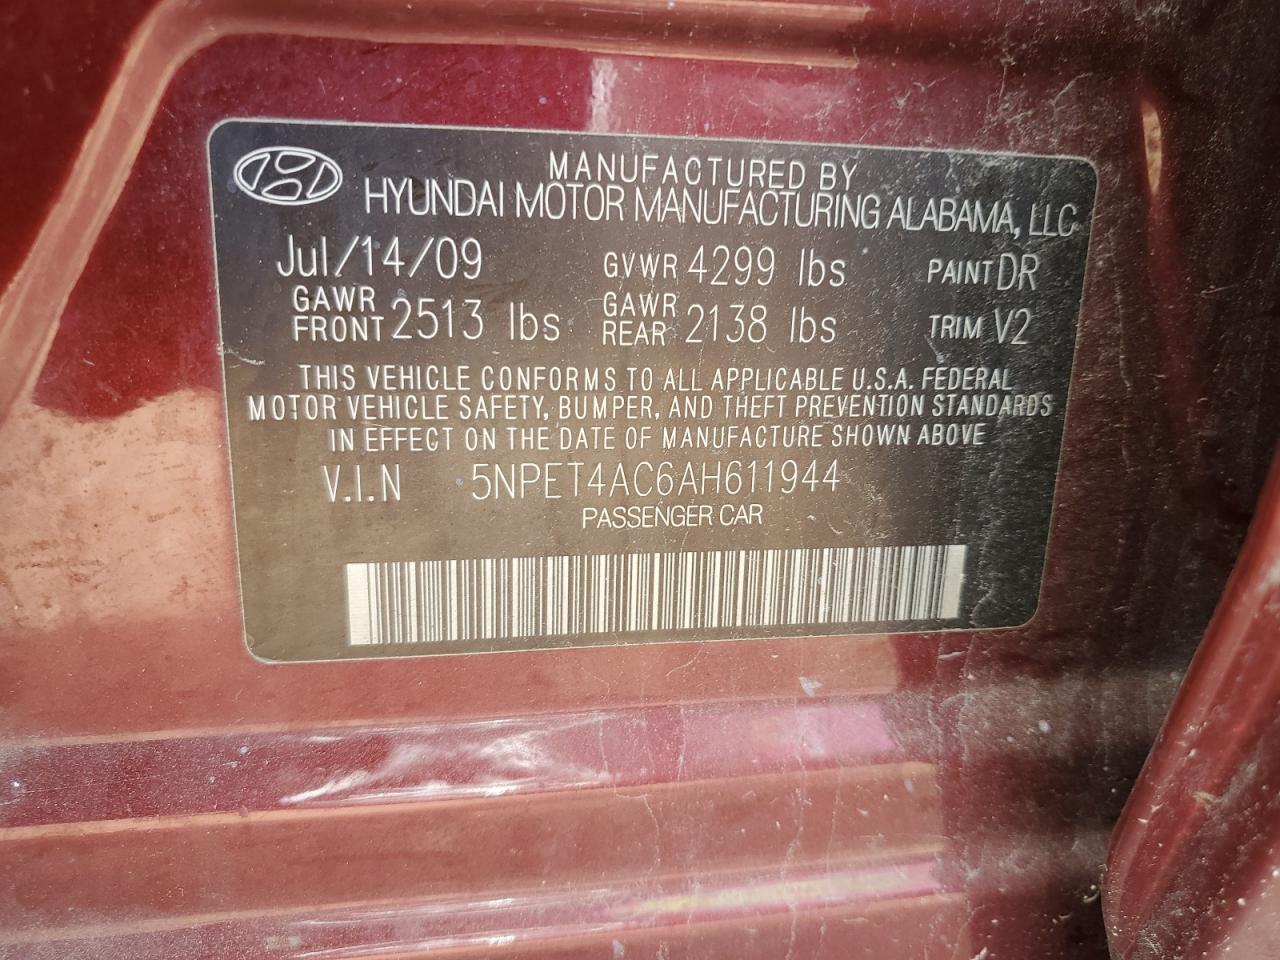 MANUFACTURED BY
HYUNDAI MOTOR MANUFACTURING ALABAMA, LLC
Jul/14/09 GVWR 4299 lbs PAINT DR
GAWR FRONT 2513 lbs GAWR REAR 2138 lbs TRIM V2
THIS VEHICLE CONFORMS TO ALL APPLICABLE U.S.A. FEDERAL
MOTOR VEHICLE SAFETY, BUMPER, AND THEFT PREVENTION STANDARDS
IN EFFECT ON THE DATE OF MANUFACTURE SHOWN ABOVE
V.I.N 5NPET4AC6AH611944
PASSENGER CAR